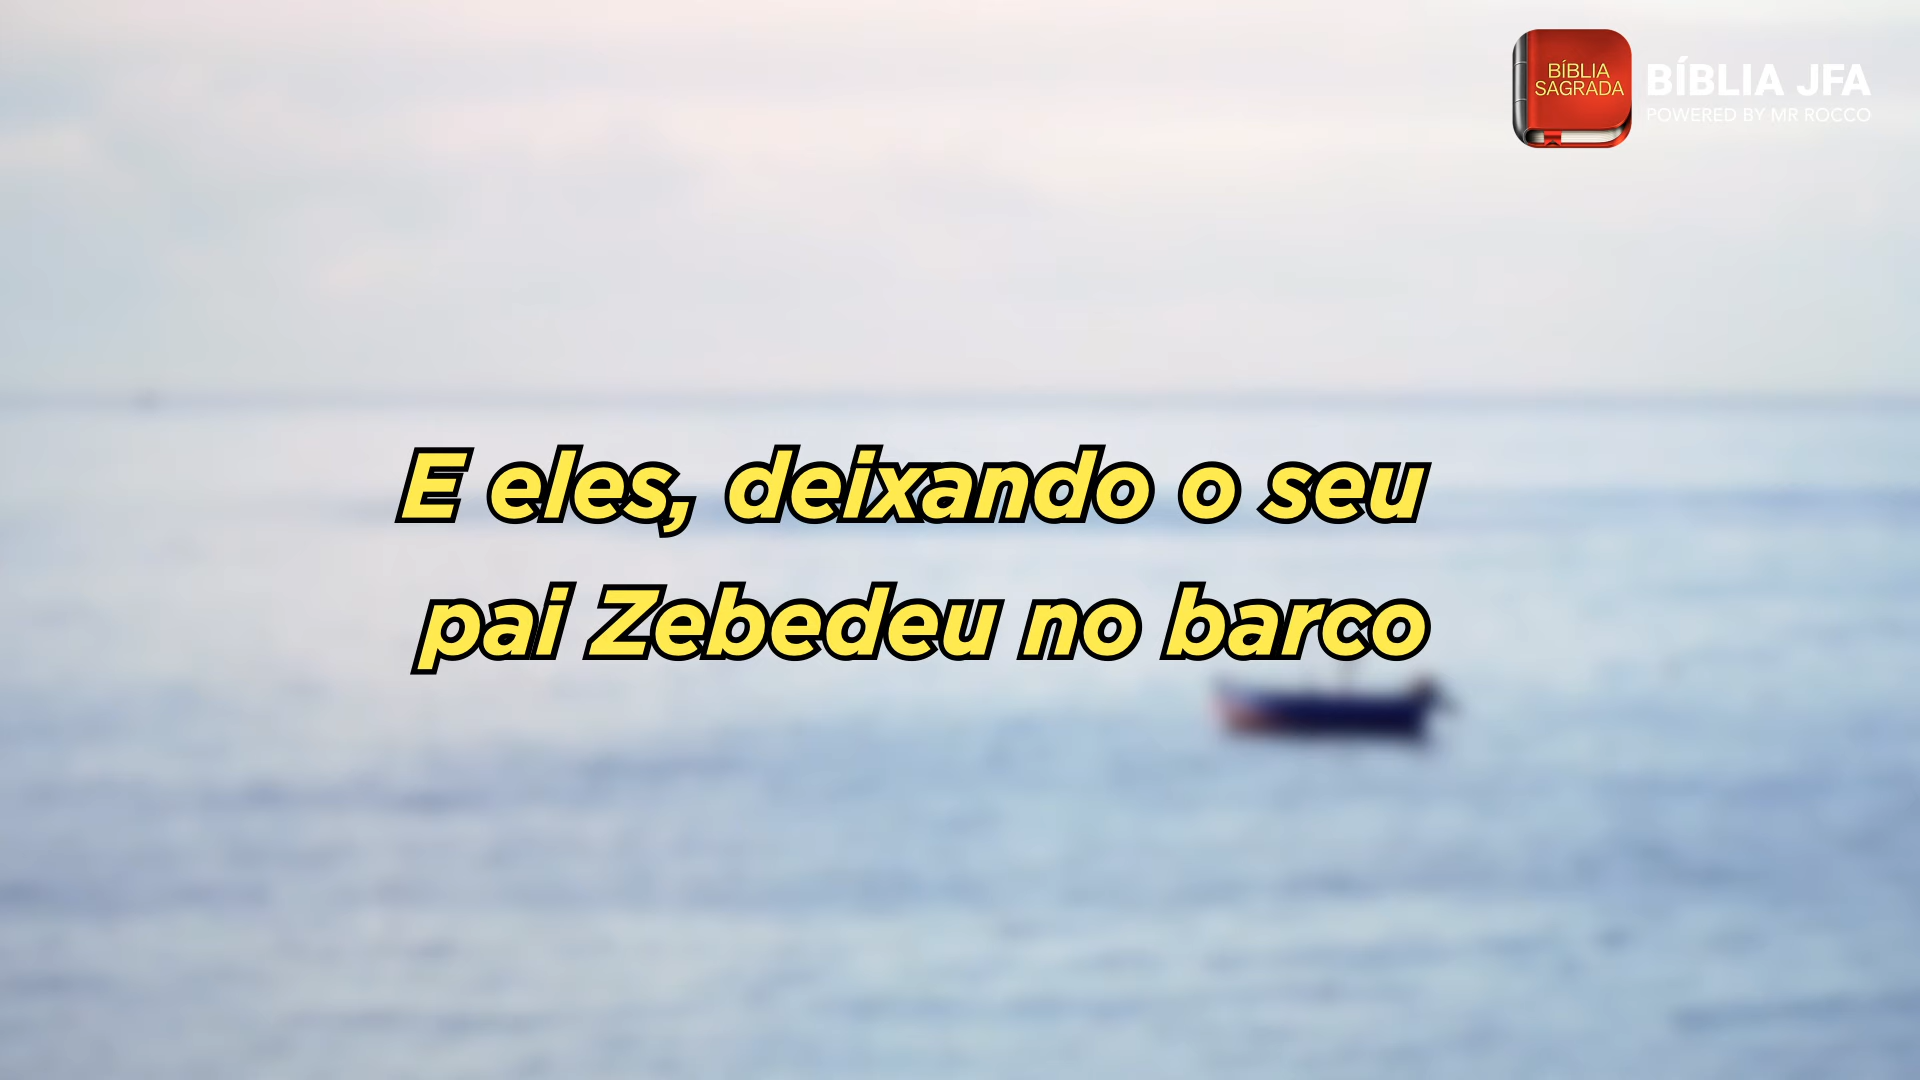 BÍBLIA
SAGRADA
BÍBLIA JFA
POWERED BY MR ROCCO
E eles, deixando o seu
pai Zebedeu no barco